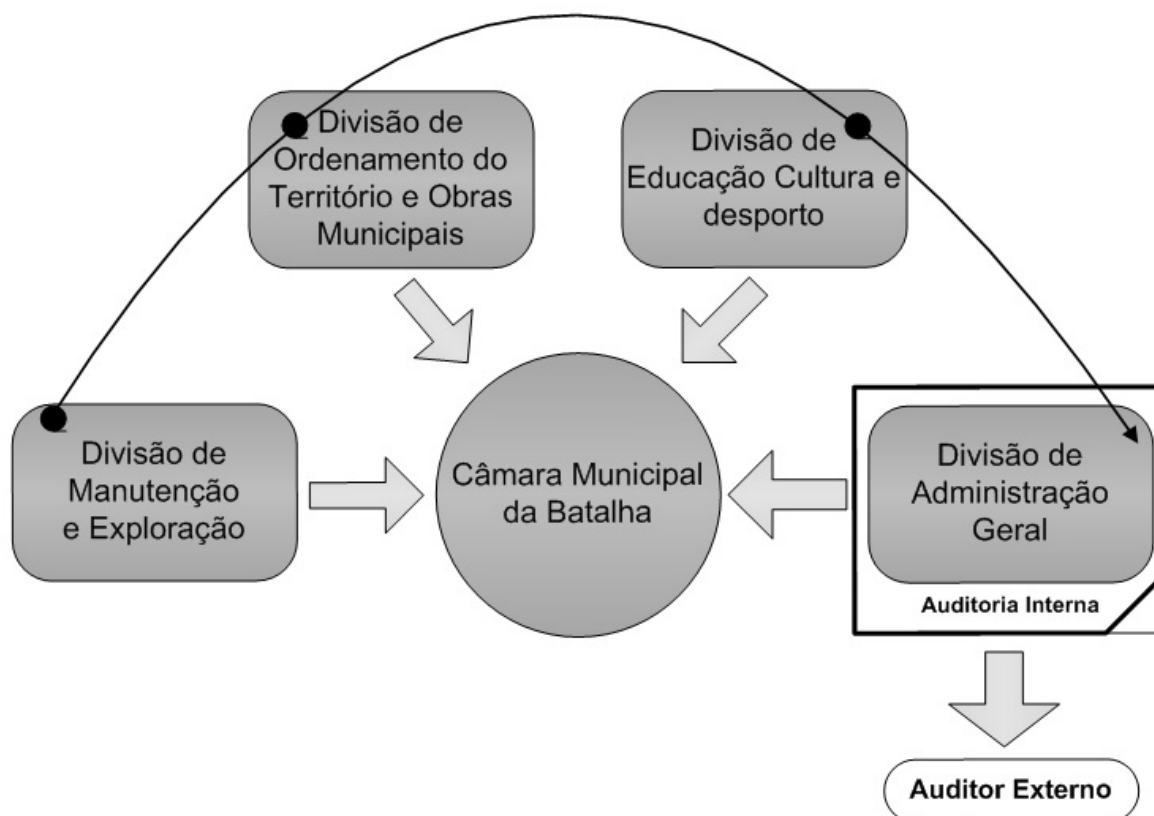 Divisão de
Ordenamento do
Território e Obras
Municipais
Divisão de
Educação Cultura e
desporto
Divisão de
Manutenção
e Exploração
Câmara Municipal
da Batalha
Divisão de
Administração
Geral
Auditoria Interna
Auditor Externo